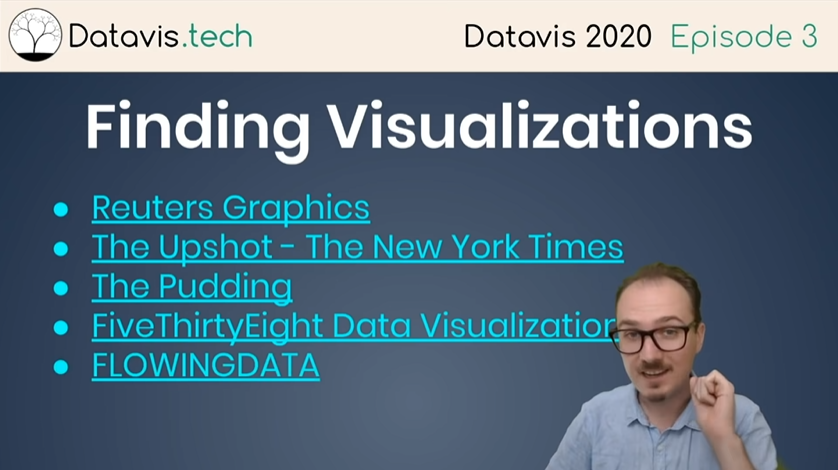 Datavis.tech
Datavis 2020 Episode 3
Finding Visualizations
Reuters Graphics
The Upshot - The New York Times
The Pudding
FiveThirtyEight Data Visualization
FLOWINGDATA